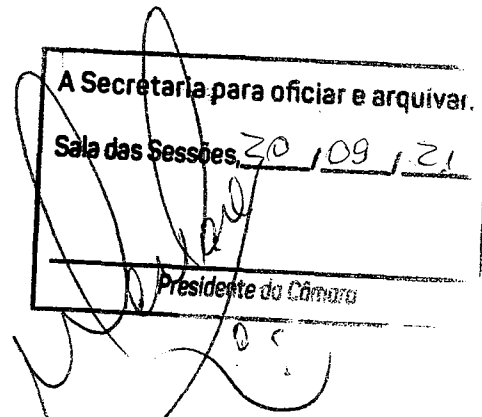 A Secretaria para oficiar e arquivar.
Sala das Sessões, 20 / 09 / 21
Presidente da Câmara